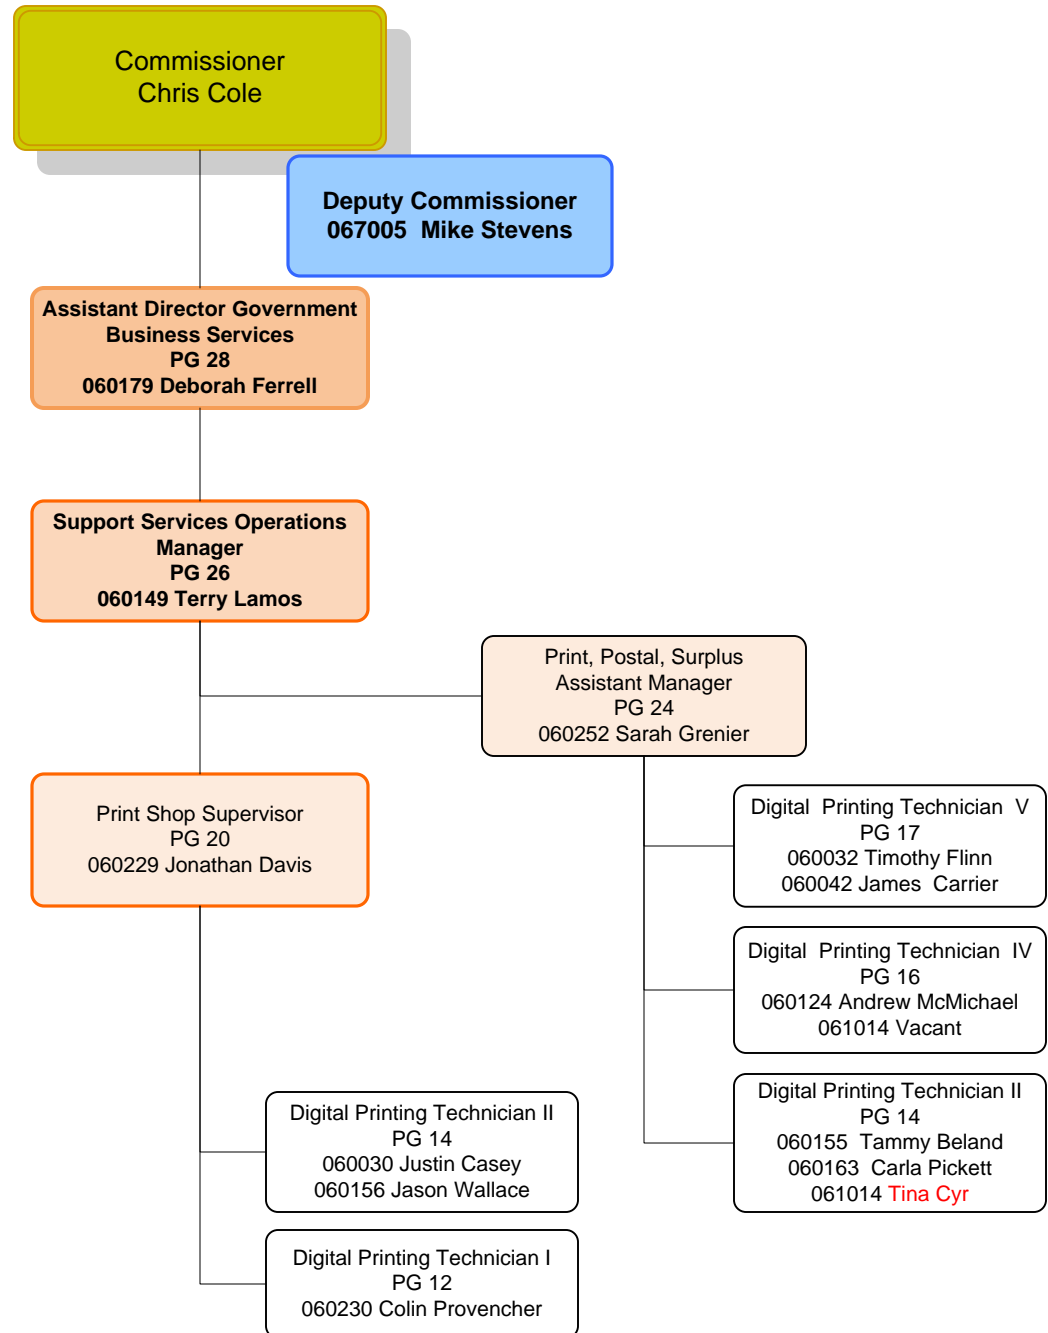 Commissioner
Chris Cole
Deputy Commissioner
067005  Mike Stevens
Assistant Director Government
Business Services
PG 28
060179 Deborah Ferrell
Support Services Operations
Manager
PG 26
060149 Terry Lamos
Print, Postal, Surplus
Assistant Manager
PG 24
060252 Sarah Grenier
Print Shop Supervisor
PG 20
060229 Jonathan Davis
Digital  Printing Technician  V
PG 17
060032 Timothy Flinn
060042 James  Carrier
Digital  Printing Technician  IV
PG 16
060124 Andrew McMichael
061014 Vacant
Digital Printing Technician II
PG 14
060155  Tammy Beland
060163  Carla Pickett
061014 Tina Cyr
Digital Printing Technician II
PG 14
060030 Justin Casey
060156 Jason Wallace
Digital Printing Technician I
PG 12
060230 Colin Provencher